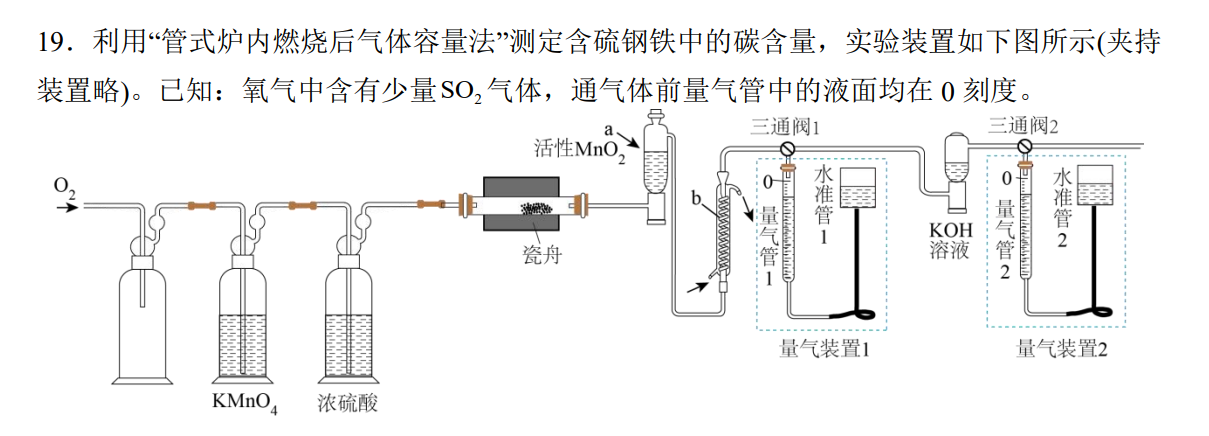 19．利用“管式炉内燃烧后气体容量法”测定含硫钢铁中的碳含量，实验装置如下图所示(夹持
装置略)。已知：氧气中含有少量SO₂气体，通气体前量气管中的液面均在 0 刻度。
O₂
KMnO₄
浓硫酸
瓷舟
a
活性MnO₂
b
三通阀1
0
量气管1
水准管1
量气装置1
KOH
溶液
三通阀2
0
量气管2
水准管2
量气装置2